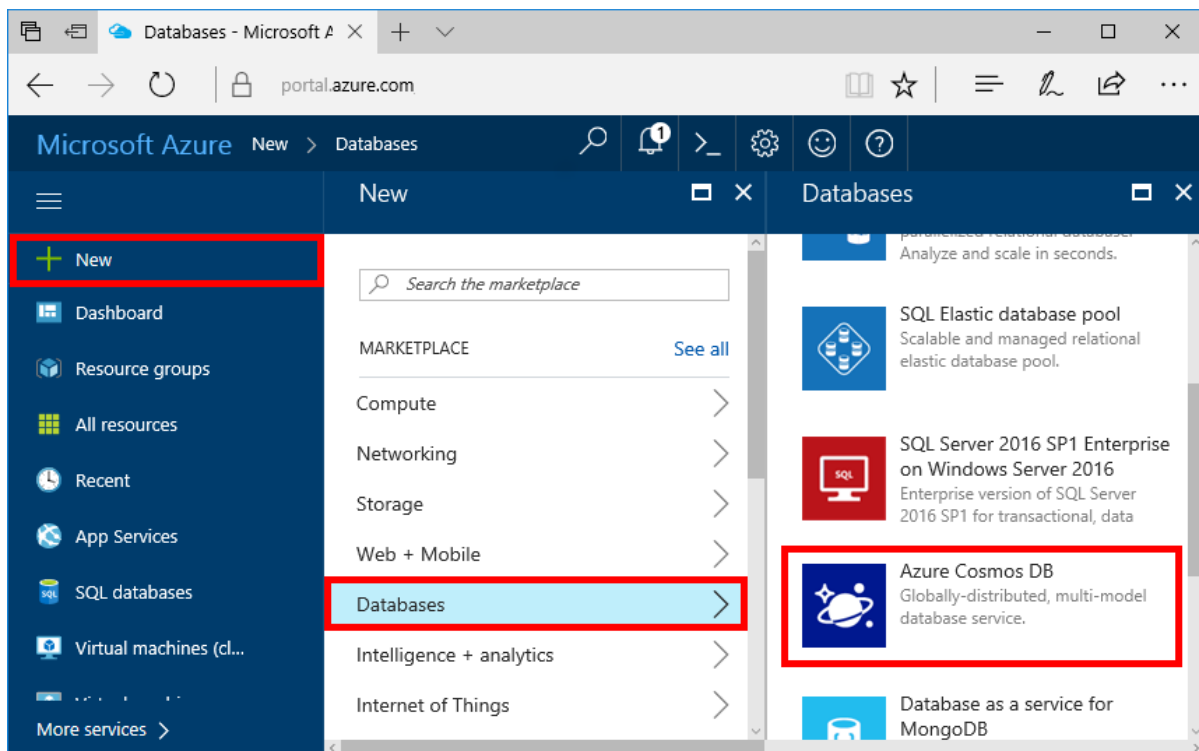 Databases - Microsoft A
portal.azure.com
Microsoft Azure New > Databases
1
New
Databases
New
Dashboard
Resource groups
All resources
Recent
App Services
SQL databases
SQL
Virtual machines (cl...
More services >
Search the marketplace
MARKETPLACE
See all
Compute
Networking
Storage
Web + Mobile
Databases
Intelligence + analytics
Internet of Things
Analyze and scale in seconds.
SQL Elastic database pool
Scalable and managed relational
elastic database pool.
SQL
SQL Server 2016 SP1 Enterprise
on Windows Server 2016
Enterprise version of SQL Server
2016 SP1 for transactional, data
Azure Cosmos DB
Globally-distributed, multi-model
database service.
Database as a service for
MongoDB